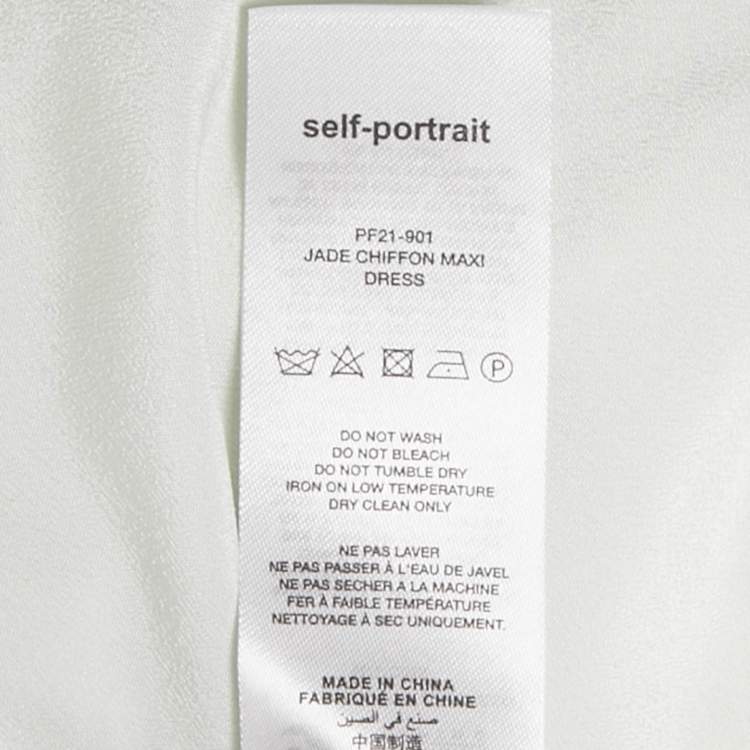 self-portrait
PF21-901
JADE CHIFFON MAXI
DRESS
P
DO NOT WASH
DO NOT BLEACH
DO NOT TUMBLE DRY
IRON ON LOW TEMPERATURE
DRY CLEAN ONLY
NE PAS LAVER
NE PAS PASSER À L'EAU DE JAVEL
NE PAS SECHER A LA MACHINE
FER À FAIBLE TEMPÉRATURE
NETTOYAGE À SEC UNIQUEMENT.
MADE IN CHINA
FABRIQUÉ EN CHINE
صنع في الصين
中国制造